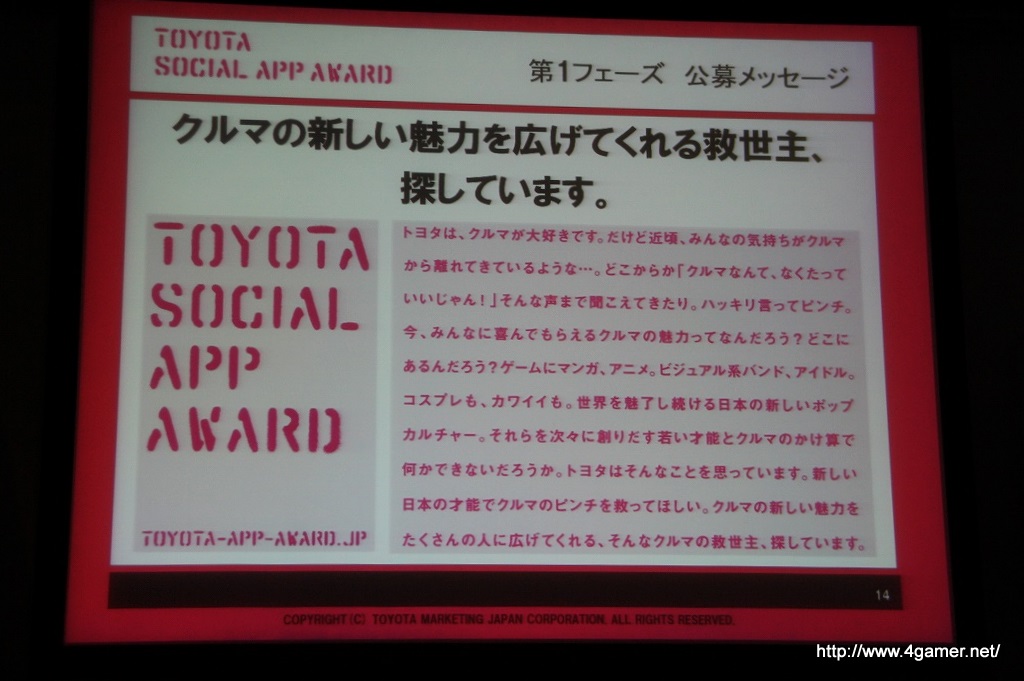 TOYOTA
SOCIAL APP AWARD
第1フェーズ 公募メッセージ
クルマの新しい魅力を広げてくれる救世主、
探しています。
TOYOTA
SOCIAL
APP
AWARD
TOYOTA-APP-AWARD.JP
トヨタは、クルマが大好きです。だけど近頃、みんなの気持ちがクルマ
から離れてきているような…。どこからか「クルマなんて、なくたって
いいじゃん！」そんな声まで聞こえてきたり。ハッキリ言ってピンチ。
今、みんなに喜んでもらえるクルマの魅力ってなんだろう？どこに
あるんだろう？ゲームにマンガ、アニメ。ビジュアル系バンド、アイドル。
コスプレも、カワイイも。世界を魅了し続ける日本の新しいポップ
カルチャー。それらを次々に創りだす若い才能とクルマのかけ算で
何かできないだろうか。トヨタはそんなことを思っています。新しい
日本の才能でクルマのピンチを救ってほしい。クルマの新しい魅力を
たくさんの人に広げてくれる、そんなクルマの救世主、探しています。
14
COPYRIGHT(C) TOYOTA MARKETING JAPAN CORPORATION. ALL RIGHTS RESERVED.
http://www.4gamer.net/